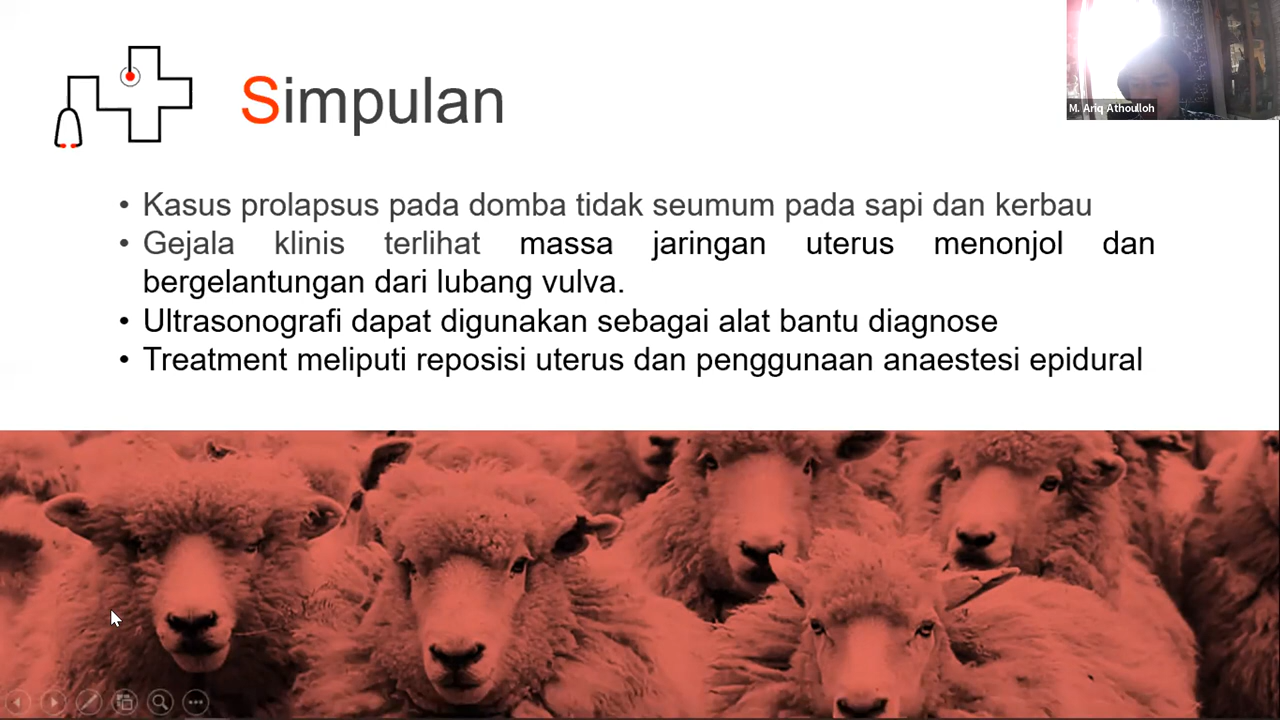 M. Ariq Athoulloh
Simpulan
• Kasus prolapsus pada domba tidak seumum pada sapi dan kerbau
• Gejala klinis terlihat massa jaringan uterus menonjol dan
bergelantungan dari lubang vulva.
• Ultrasonografi dapat digunakan sebagai alat bantu diagnose
• Treatment meliputi reposisi uterus dan penggunaan anaestesi epidural